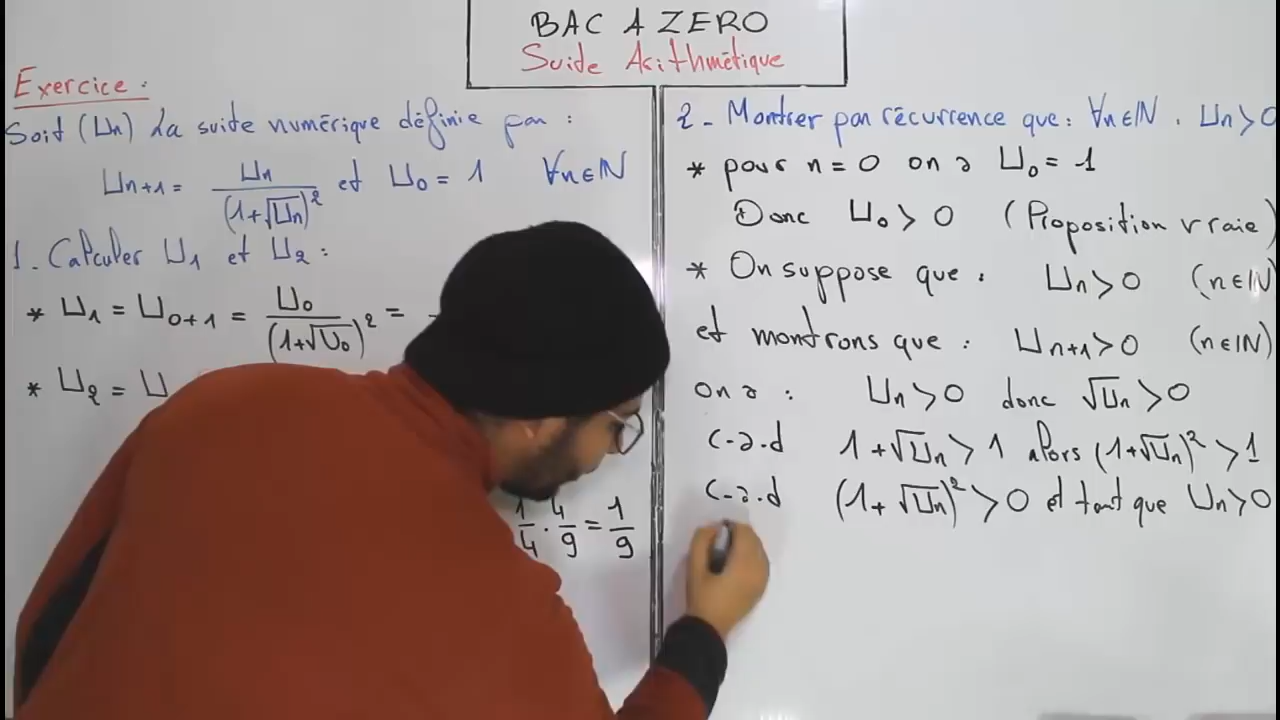 BAC A ZERO
Suite Arithmétique
Exercice :
Soit (Un) La suite numérique définie par :
Un+1 = Un/(1+√Un)² et U₀ = 1 ∀n∈ℕ
1. Calculer U₁ et U₂ :
* U₁ = U₀₊₁ = U₀/(1+√U₀)² =
* U₂ = U
1/4 . 4/9 = 1/9
2 - Montrer par récurrence que : ∀n∈ℕ . Un > 0
* pour n = 0 on a U₀ = 1
Donc U₀ > 0 (Proposition vraie)
* On suppose que : Un > 0 (n∈ℕ)
et montrons que : Un+1 > 0 (n∈ℕ)
on a : Un > 0 donc √Un > 0
c-a.d 1+√Un > 1 alors (1+√Un)² > 1
c-a.d (1+√Un)² > 0 et tant que Un > 0